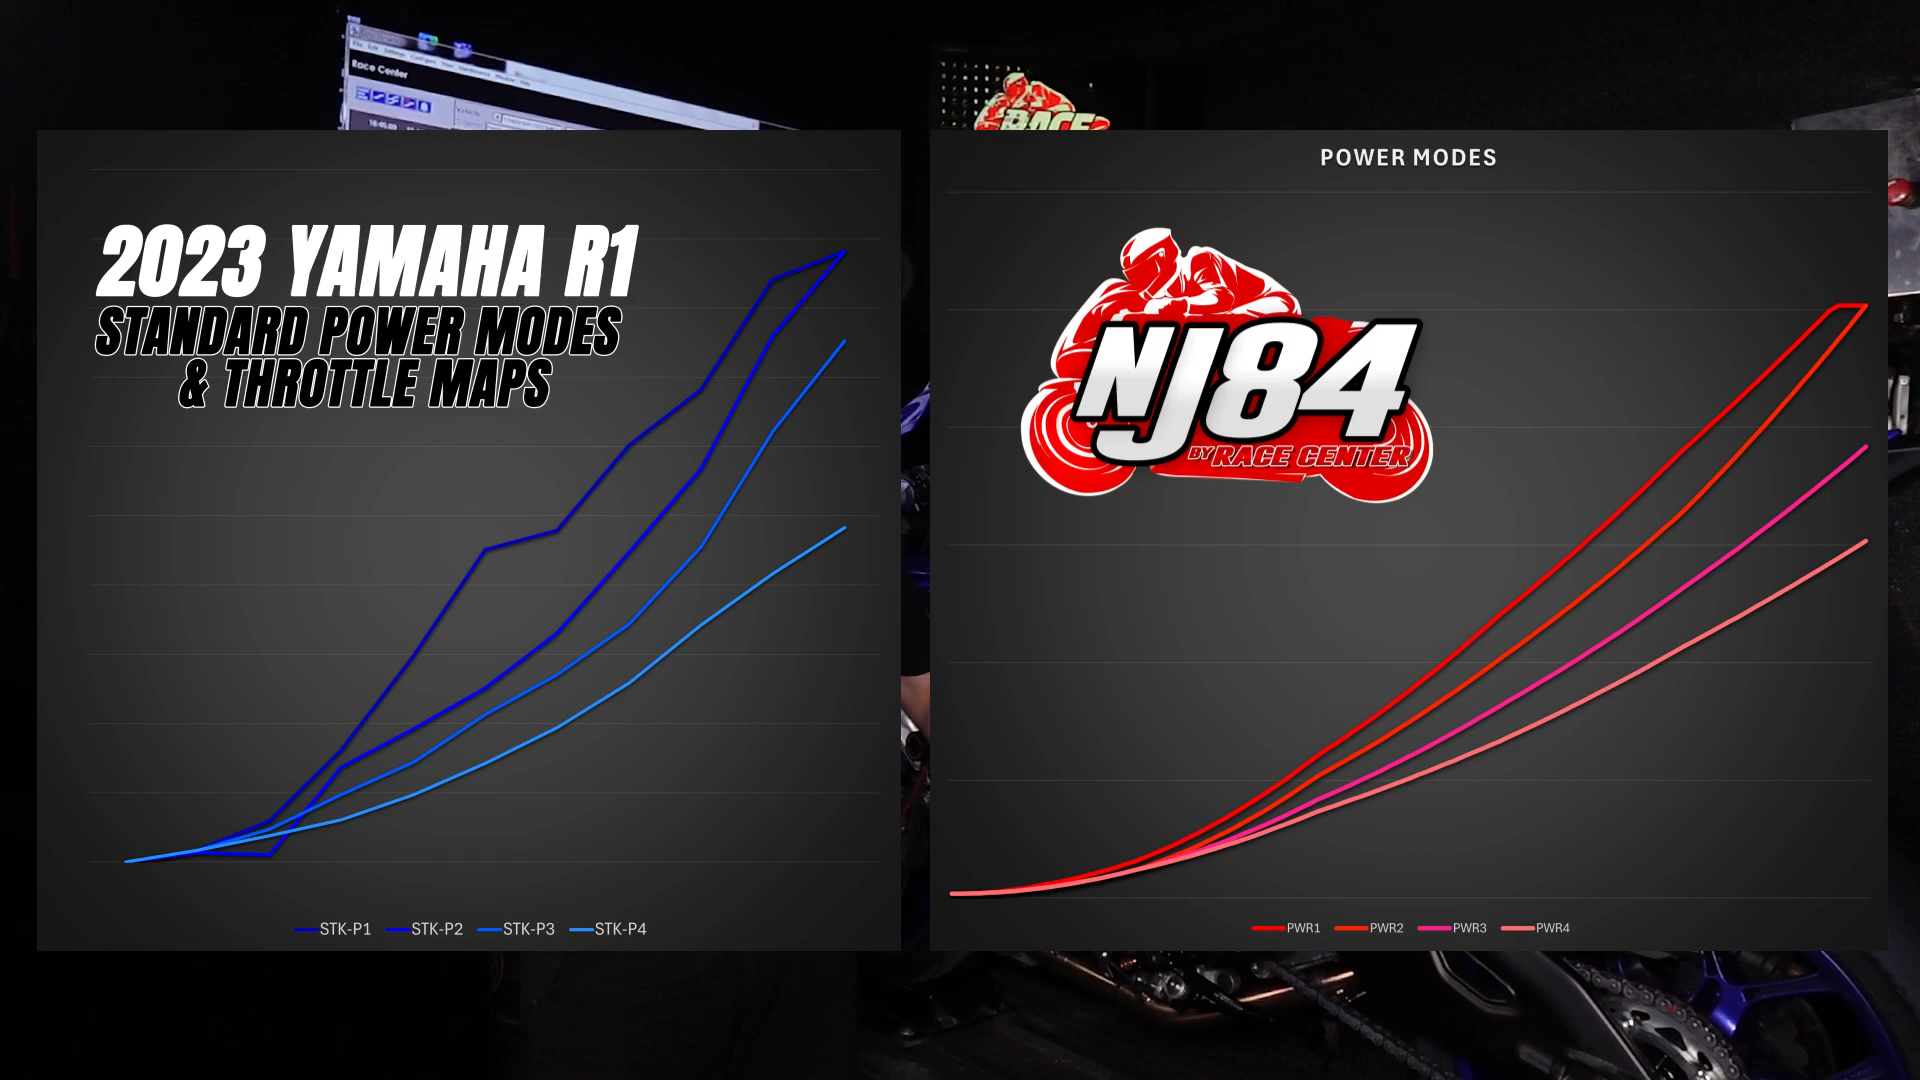 Race Center
RACE
2023 YAMAHA R1
STANDARD POWER MODES
& THROTTLE MAPS
STK-P1 STK-P2 STK-P3 STK-P4
POWER MODES
NJ84
BY RACE CENTER
PWR1 PWR2 PWR3 PWR4